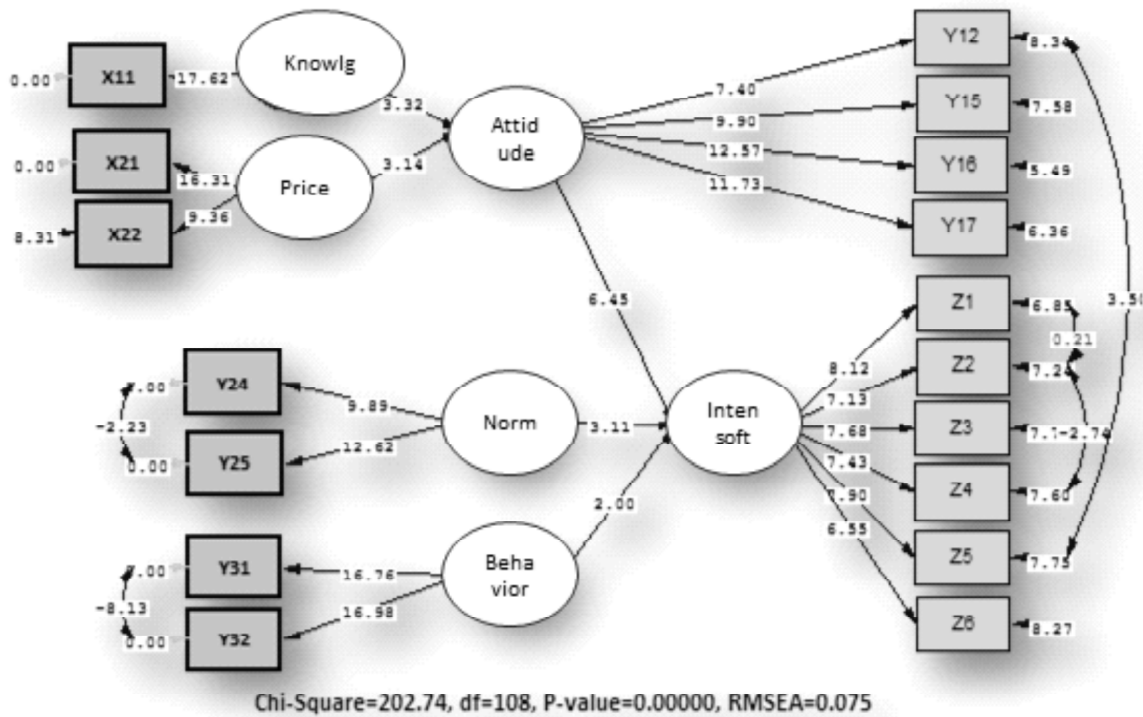 Y12
8.34
Knowlg
X11
0.00
17.62
7.40
Y15
7.58
3.32
Attid
ude
9.90
X21
0.00
16.31
Price
3.14
12.57
Y16
5.49
X22
8.31
9.36
11.73
Y17
6.36
6.45
Z1
6.85
3.50
0.21
8.12
Z2
7.24
7.13
Y24
-2.23
9.89
Norm
3.11
Inten
soft
7.68
Z3
-2.74
Y25
0.00
12.62
7.43
Z4
7.60
7.90
2.00
6.55
Z5
7.75
Y31
-8.13
16.76
Beha
vior
Y32
0.00
16.98
Z6
8.27
Chi-Square=202.74, df=108, P-value=0.00000, RMSEA=0.075